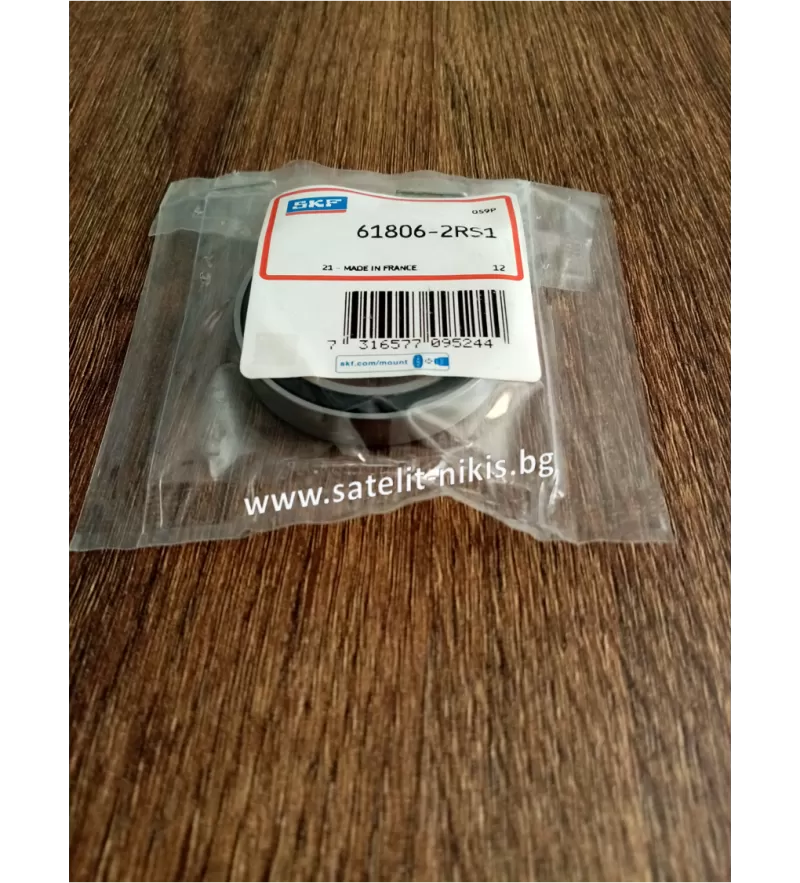 SKF
059P
61806-2RS1
21 - MADE IN FRANCE 12
7 316577 095244
skf.com/mount
www.satelit-nikis.bg